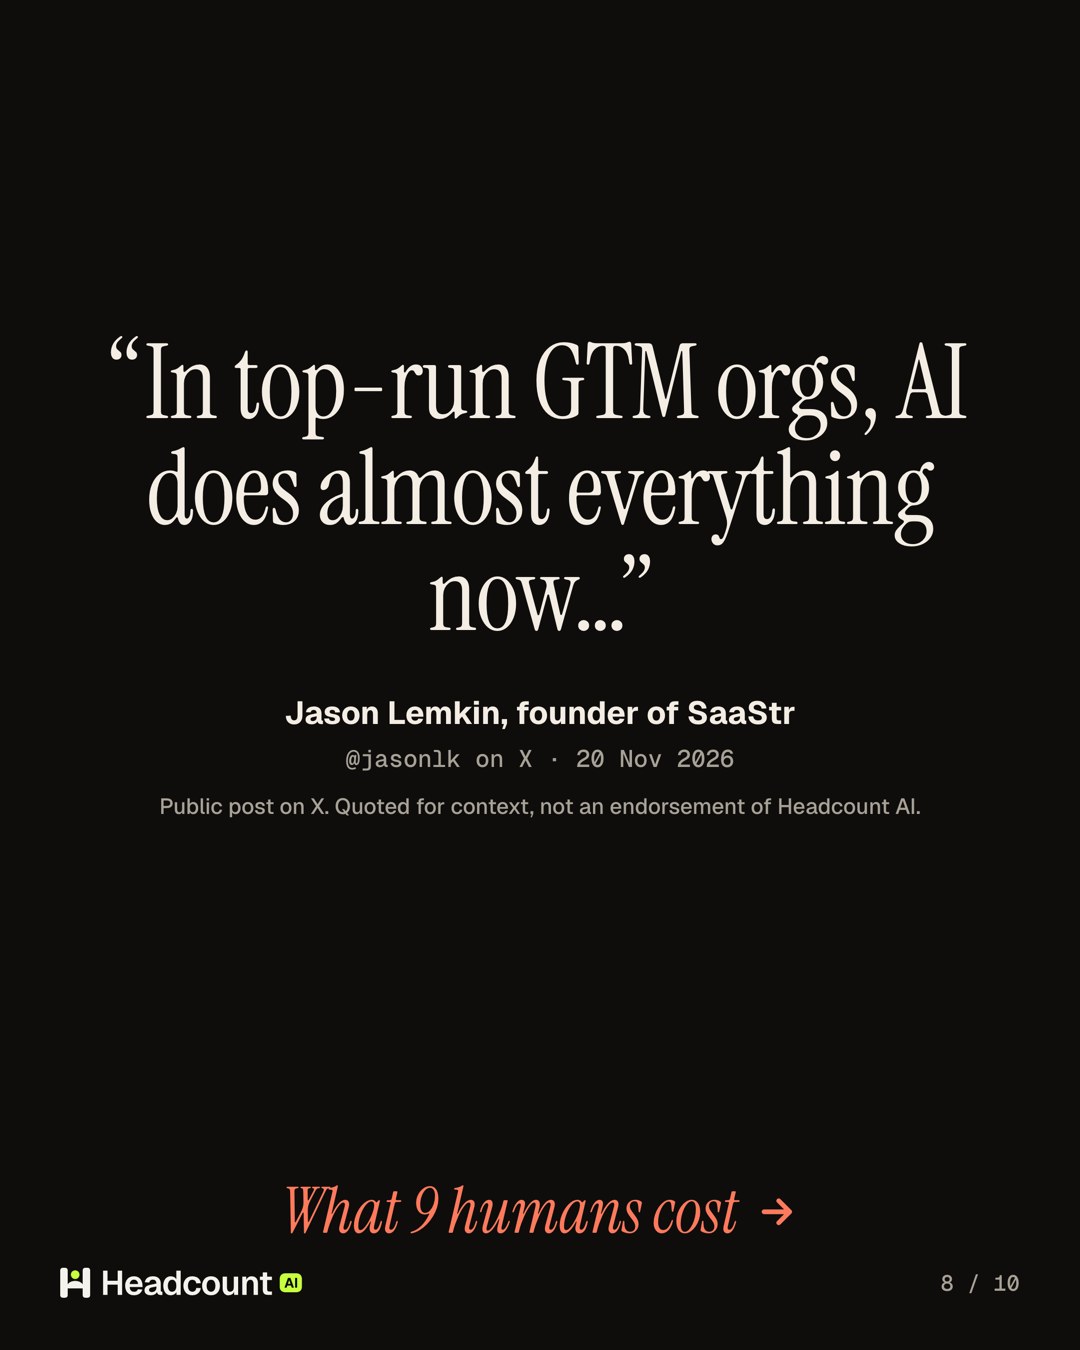 “In top-run GTM orgs, AI
does almost everything
now...”
Jason Lemkin, founder of SaaStr
@jasonlk on X · 20 Nov 2026
Public post on X. Quoted for context, not an endorsement of Headcount AI.
What 9 humans cost →
Headcount AI
8 / 10